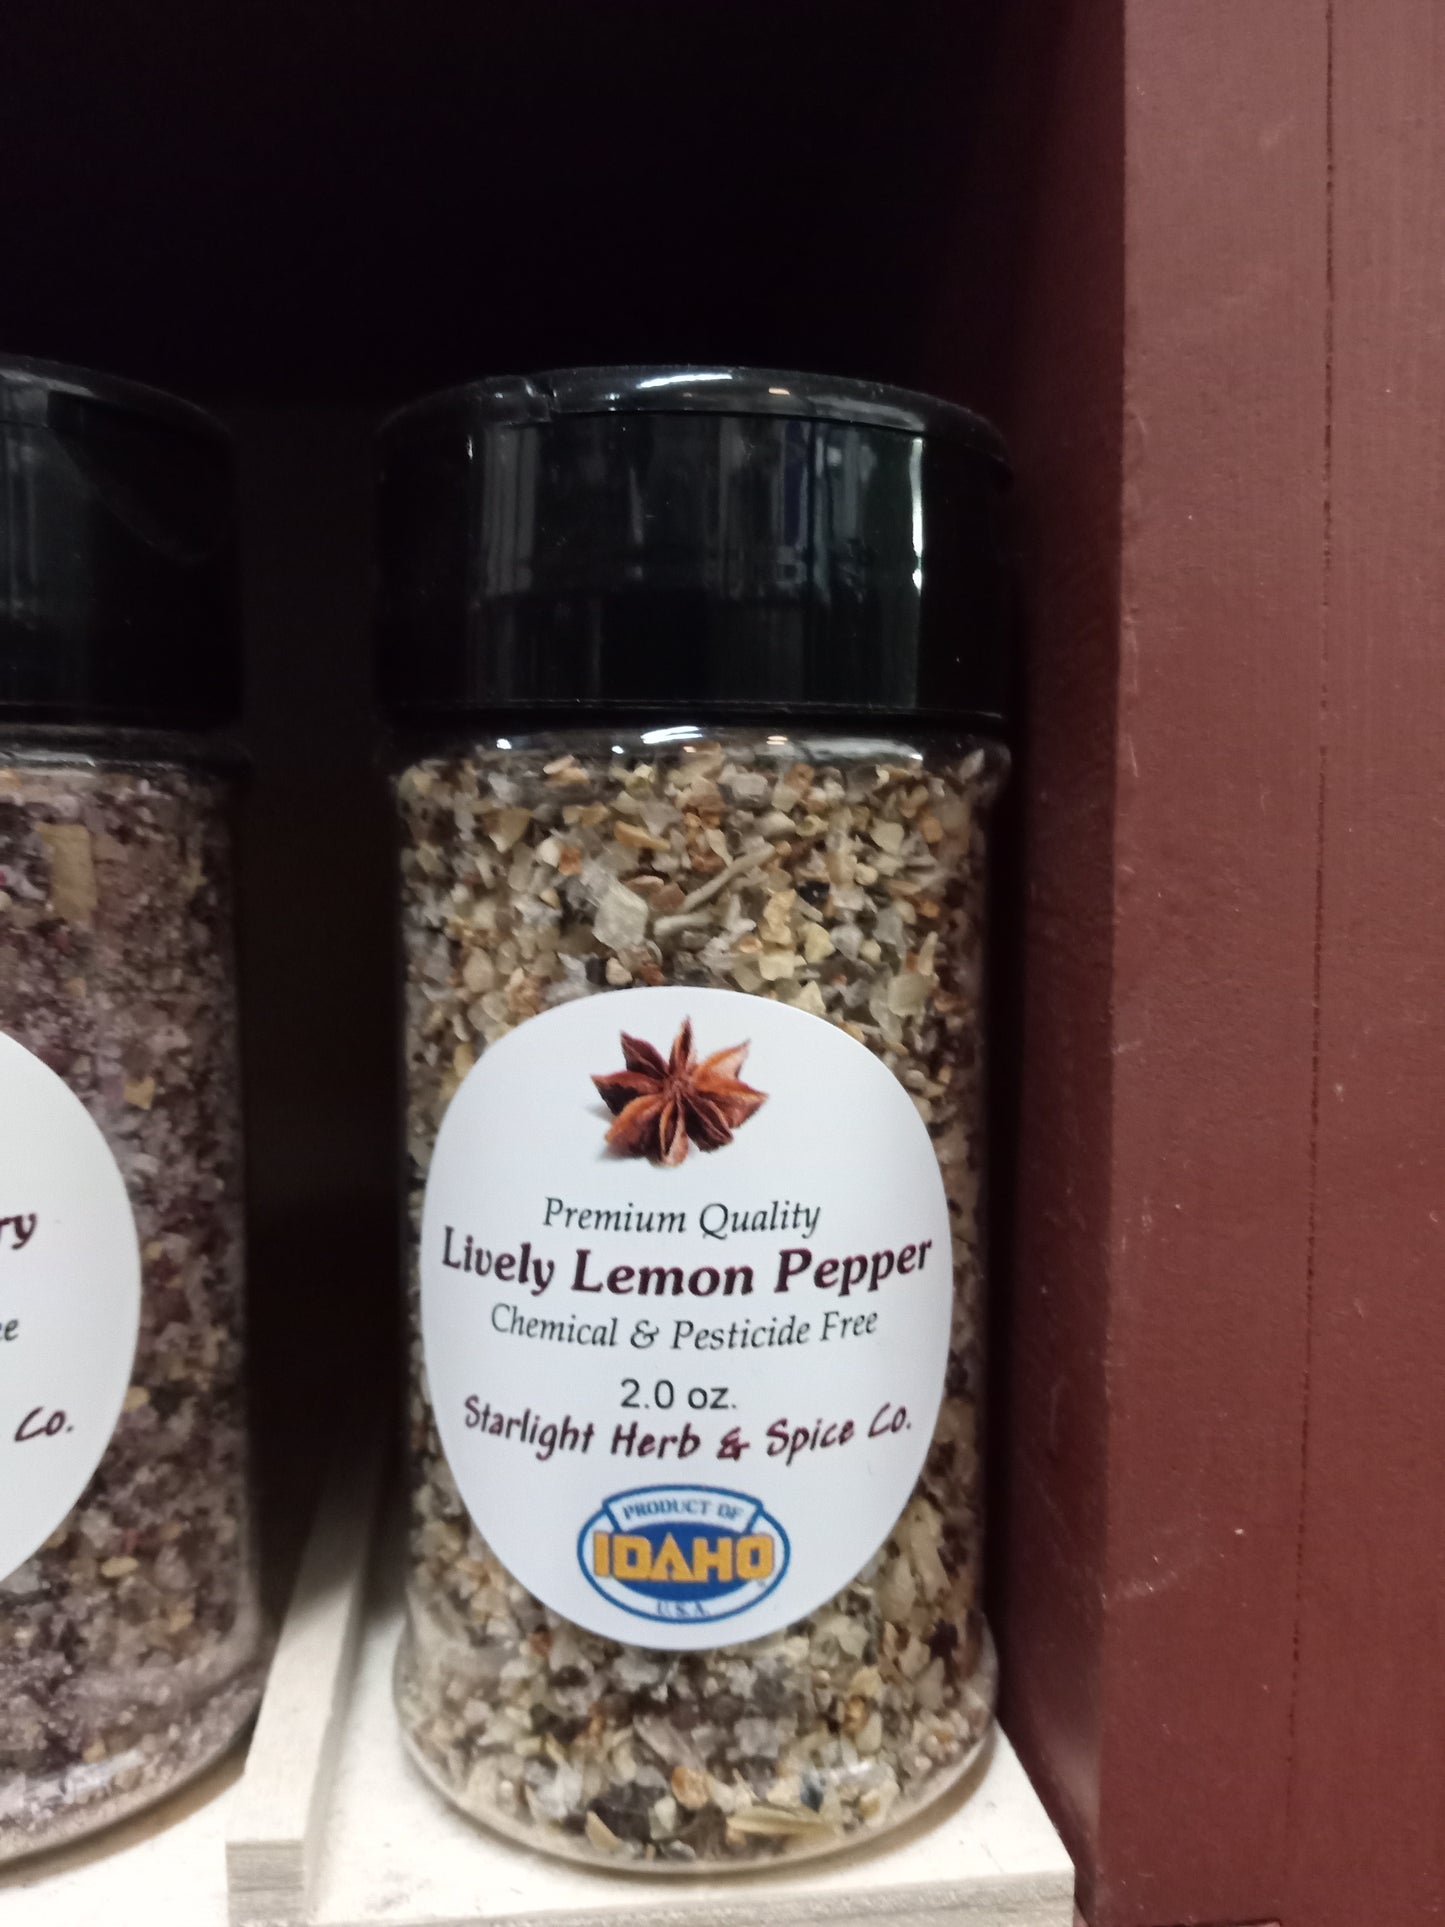 Premium Quality
Lively Lemon Pepper
Chemical & Pesticide Free
2.0 oz.
Starlight Herb & Spice Co.
PRODUCT OF
IDAHO
U.S.A.
ry
ee
Co.